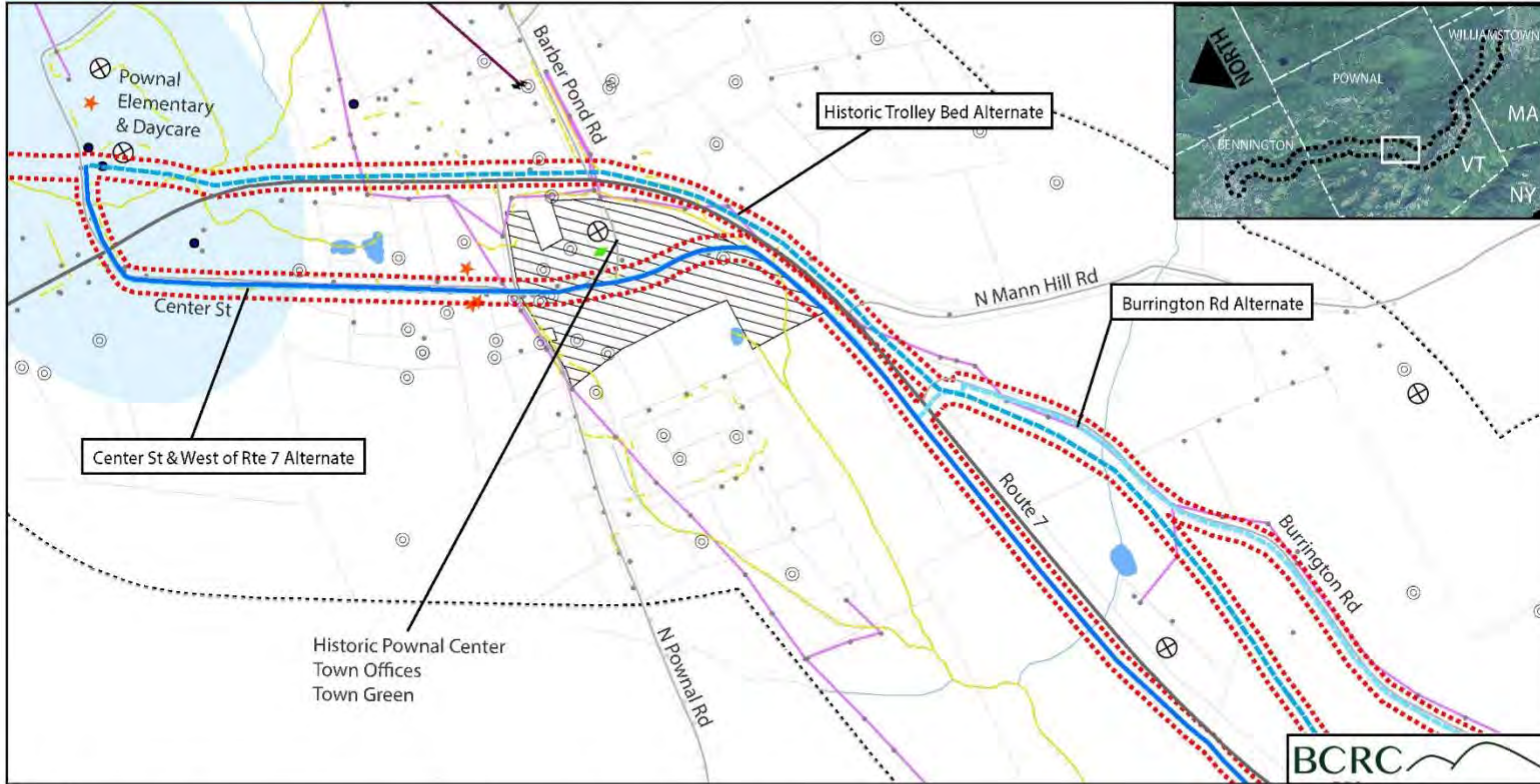 Pownal
Elementary
& Daycare
Barber Pond Rd
Historic Trolley Bed Alternate
NORTH
WILLIAMSTOWN
POWNAL
BENNINGTON
MA
VT
NY
Center St
N Mann Hill Rd
Burrington Rd Alternate
Center St & West of Rte 7 Alternate
Route 7
Burrington Rd
Historic Pownal Center
Town Offices
Town Green
N Pownal Rd
BCRC